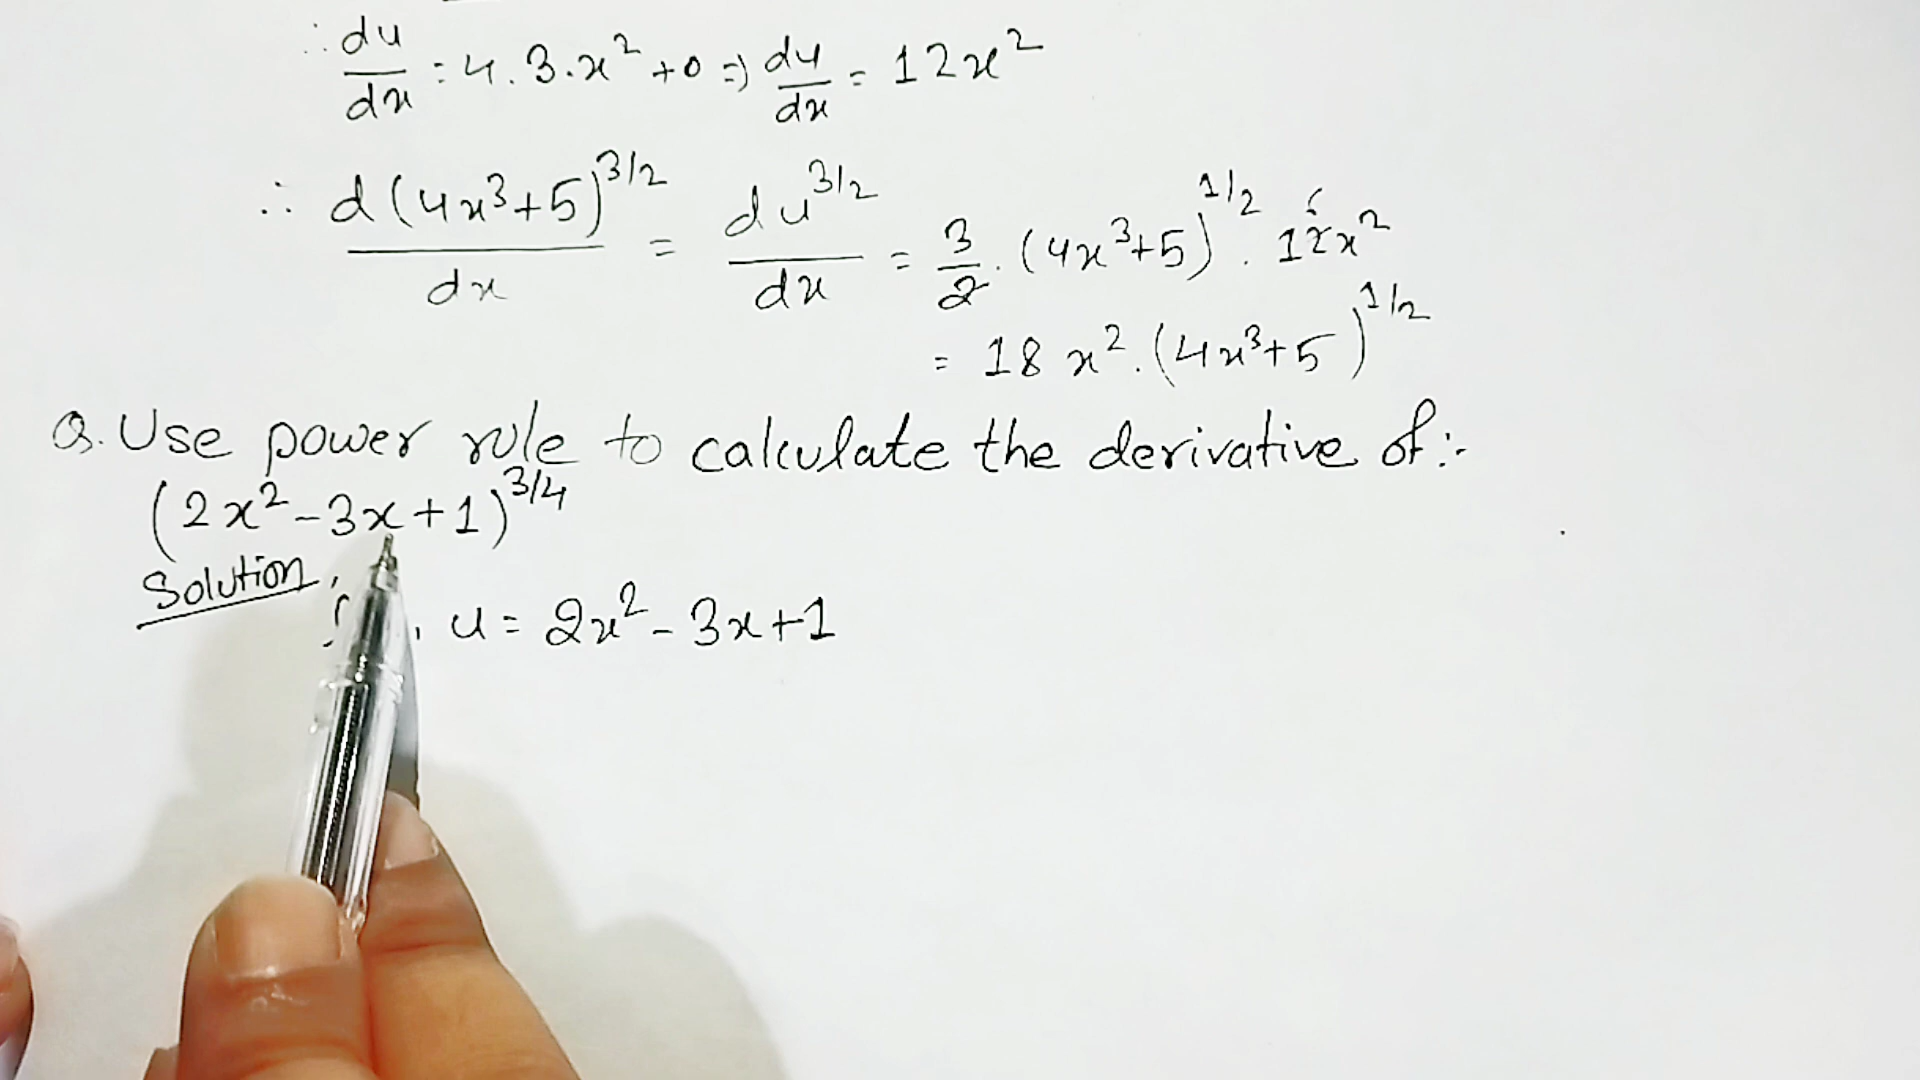 ∴ du/dx = 4.3.x² + 0 => du/dx = 12x²
∴ d(4x³+5)^3/2 / dx = du^3/2 / dx = 3/2 . (4x³+5)^1/2 . 12x²
= 18 x² . (4x³+5)^1/2
Q. Use power rule to calculate the derivative of:-
(2x² - 3x + 1)^3/4
Solution,
u = 2x² - 3x + 1